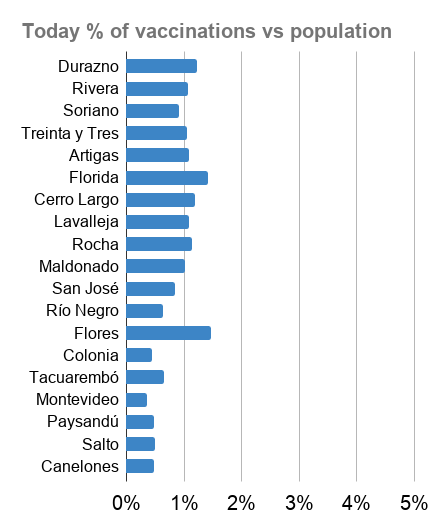 Today % of vaccinations vs population
Durazno
Rivera
Soriano
Treinta y Tres
Artigas
Florida
Cerro Largo
Lavalleja
Rocha
Maldonado
San José
Río Negro
Flores
Colonia
Tacuarembó
Montevideo
Paysandú
Salto
Canelones
0% 1% 2% 3% 4% 5%